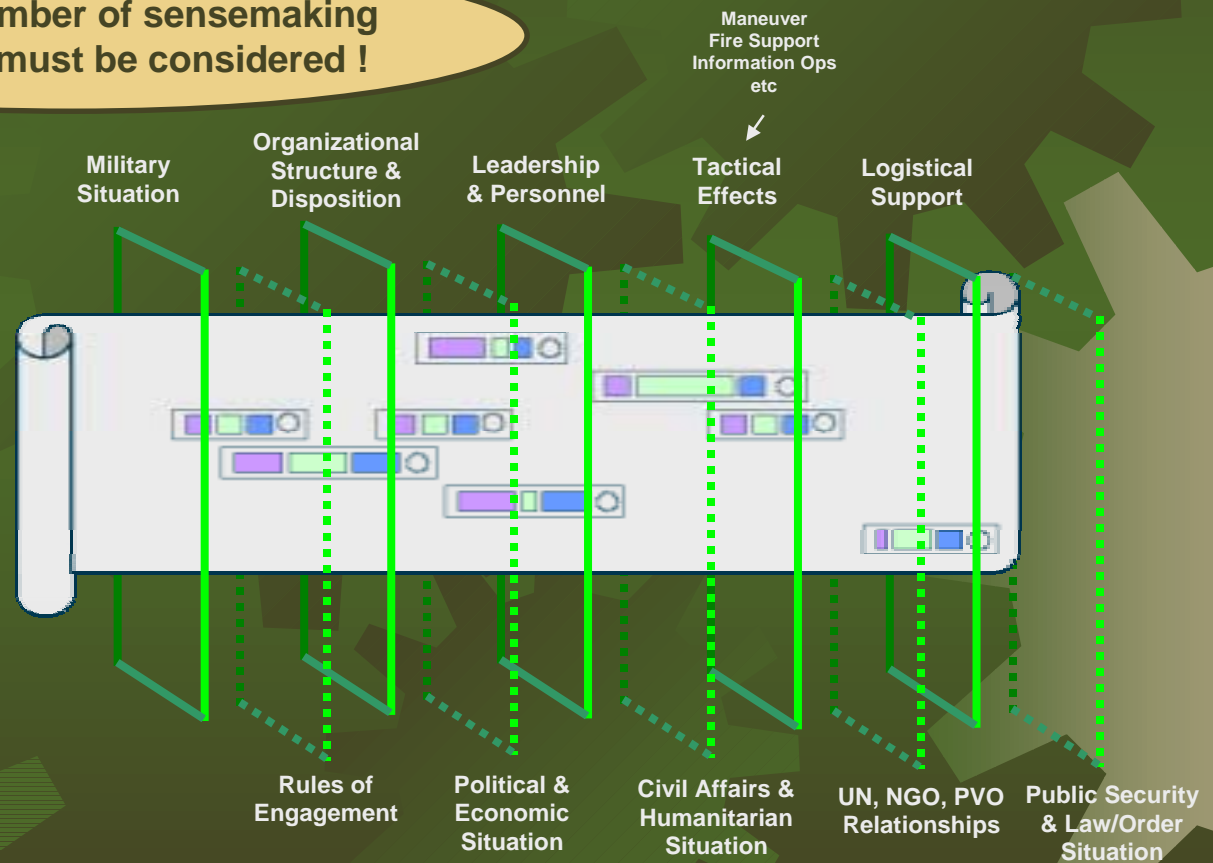 mber of sensemaking
must be considered !
Maneuver
Fire Support
Information Ops
etc
Military
Situation
Organizational
Structure &
Disposition
Leadership
& Personnel
Tactical
Effects
Logistical
Support
Rules of
Engagement
Political &
Economic
Situation
Civil Affairs &
Humanitarian
Situation
UN, NGO, PVO
Relationships
Public Security
& Law/Order
Situation